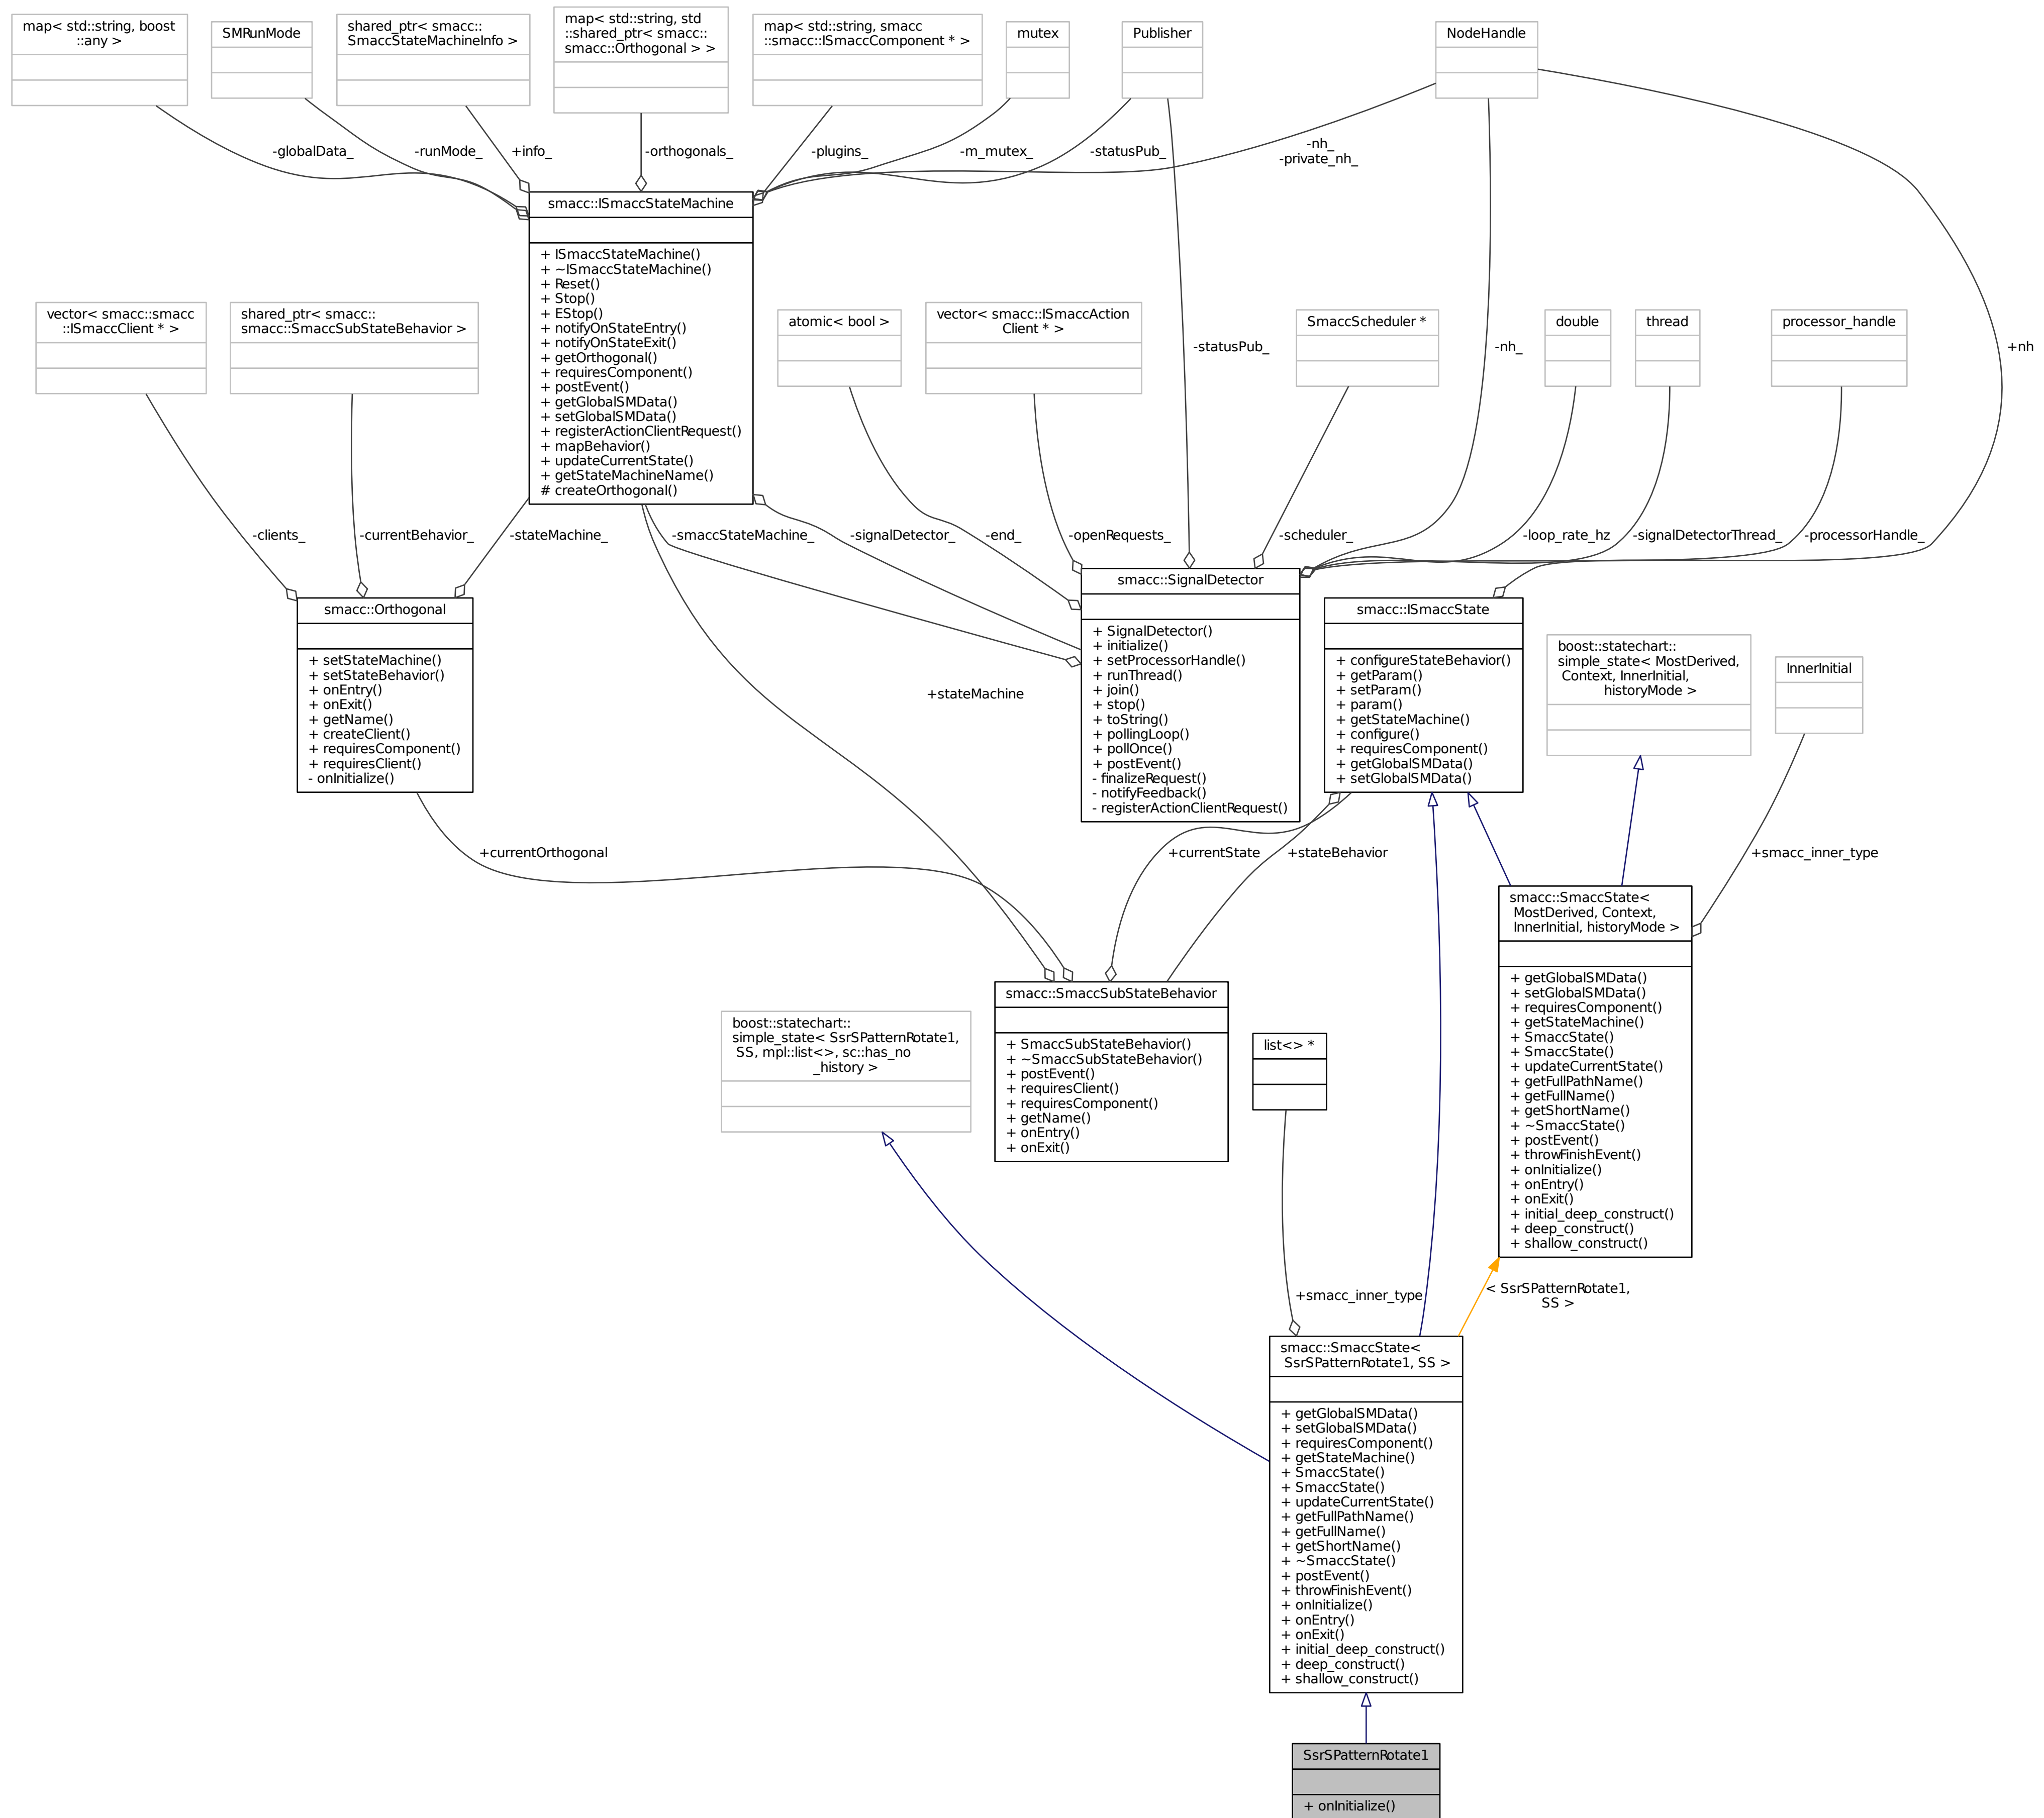 map< std::string, boost
::any >
SMRunMode
shared_ptr< smacc::
SmaccStateMachineInfo >
map< std::string, std
::shared_ptr< smacc::
smacc::Orthogonal > >
map< std::string, smacc
::smacc::ISmaccComponent * >
mutex
Publisher
NodeHandle
-globalData_
-runMode_
+info_
-orthogonals_
-plugins_
-m_mutex_
-statusPub_
-nh_
-private_nh_
smacc::ISmaccStateMachine
+ ISmaccStateMachine()
+ ~ISmaccStateMachine()
+ Reset()
+ Stop()
+ EStop()
+ notifyOnStateEntry()
+ notifyOnStateExit()
+ getOrthogonal()
+ requiresComponent()
+ postEvent()
+ getGlobalSMData()
+ setGlobalSMData()
+ registerActionClientRequest()
+ mapBehavior()
+ updateCurrentState()
+ getStateMachineName()
# createOrthogonal()
vector< smacc::smacc
::ISmaccClient * >
shared_ptr< smacc::
smacc::SmaccSubStateBehavior >
atomic< bool >
vector< smacc::ISmaccAction
Client * >
-statusPub_
SmaccScheduler *
-nh_
double
thread
processor_handle
+nh
-clients_
-currentBehavior_
-stateMachine_
-smaccStateMachine_
-signalDetector_
-end_
-openRequests_
-scheduler_
-loop_rate_hz
-signalDetectorThread_
-processorHandle_
smacc::Orthogonal
+ setStateMachine()
+ setStateBehavior()
+ onEntry()
+ onExit()
+ getName()
+ createClient()
+ requiresComponent()
+ requiresClient()
- onInitialize()
+stateMachine
smacc::SignalDetector
+ SignalDetector()
+ initialize()
+ setProcessorHandle()
+ runThread()
+ join()
+ stop()
+ toString()
+ pollingLoop()
+ pollOnce()
+ postEvent()
- finalizeRequest()
- notifyFeedback()
- registerActionClientRequest()
smacc::ISmaccState
+ configureStateBehavior()
+ getParam()
+ setParam()
+ param()
+ getStateMachine()
+ configure()
+ requiresComponent()
+ getGlobalSMData()
+ setGlobalSMData()
boost::statechart::
simple_state< MostDerived,
Context, InnerInitial,
historyMode >
InnerInitial
+currentOrthogonal
+currentState
+stateBehavior
+smacc_inner_type
smacc::SmaccState<
MostDerived, Context,
InnerInitial, historyMode >
+ getGlobalSMData()
+ setGlobalSMData()
+ requiresComponent()
+ getStateMachine()
+ SmaccState()
+ SmaccState()
+ updateCurrentState()
+ getFullPathName()
+ getFullName()
+ getShortName()
+ ~SmaccState()
+ postEvent()
+ throwFinishEvent()
+ onInitialize()
+ onEntry()
+ onExit()
+ initial_deep_construct()
+ deep_construct()
+ shallow_construct()
boost::statechart::
simple_state< SsrSPatternRotate1,
SS, mpl::list<>, sc::has_no
_history >
smacc::SmaccSubStateBehavior
+ SmaccSubStateBehavior()
+ ~SmaccSubStateBehavior()
+ postEvent()
+ requiresClient()
+ requiresComponent()
+ getName()
+ onEntry()
+ onExit()
list<> *
+smacc_inner_type
< SsrSPatternRotate1,
SS >
smacc::SmaccState<
SsrSPatternRotate1, SS >
+ getGlobalSMData()
+ setGlobalSMData()
+ requiresComponent()
+ getStateMachine()
+ SmaccState()
+ SmaccState()
+ updateCurrentState()
+ getFullPathName()
+ getFullName()
+ getShortName()
+ ~SmaccState()
+ postEvent()
+ throwFinishEvent()
+ onInitialize()
+ onEntry()
+ onExit()
+ initial_deep_construct()
+ deep_construct()
+ shallow_construct()
SsrSPatternRotate1
+ onInitialize()